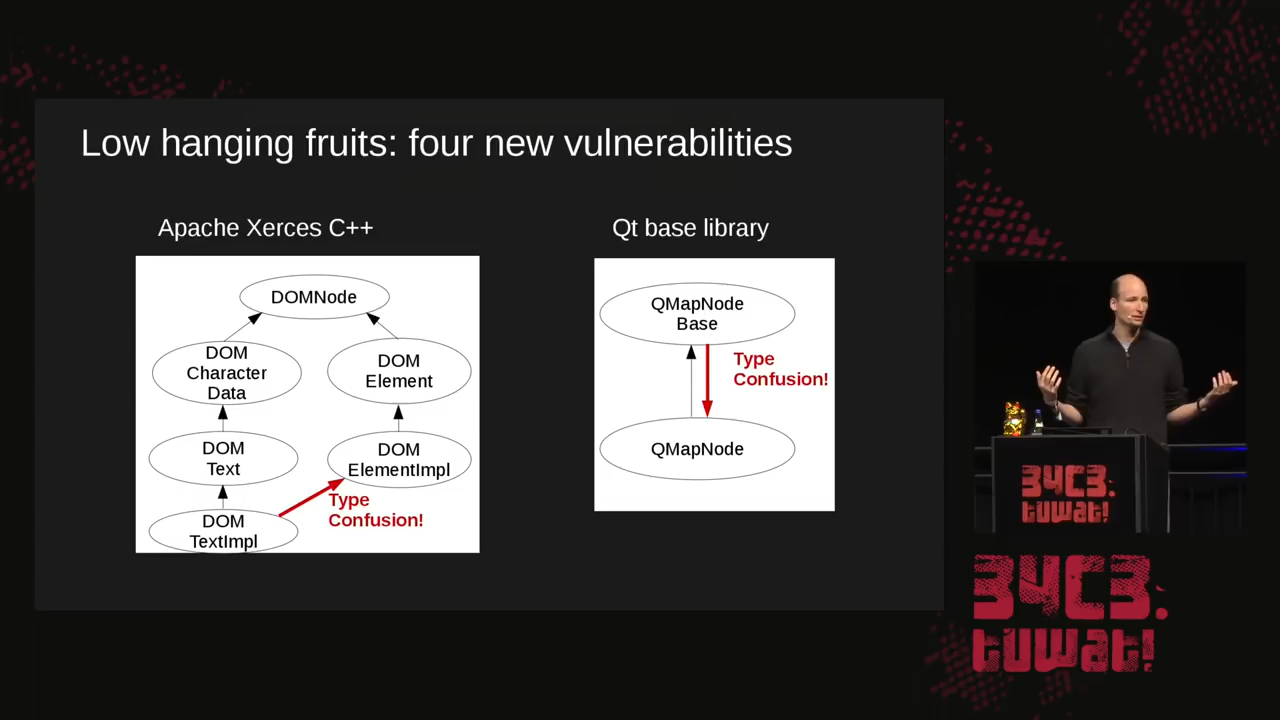 Low hanging fruits: four new vulnerabilities
Apache Xerces C++
DOMNode
DOM
Character
Data
DOM
Element
DOM
Text
DOM
ElementImpl
Type
Confusion!
DOM
TextImpl
Qt base library
QMapNode
Base
Type
Confusion!
QMapNode
34C3.
tuwat!
34C3.
tuwat!